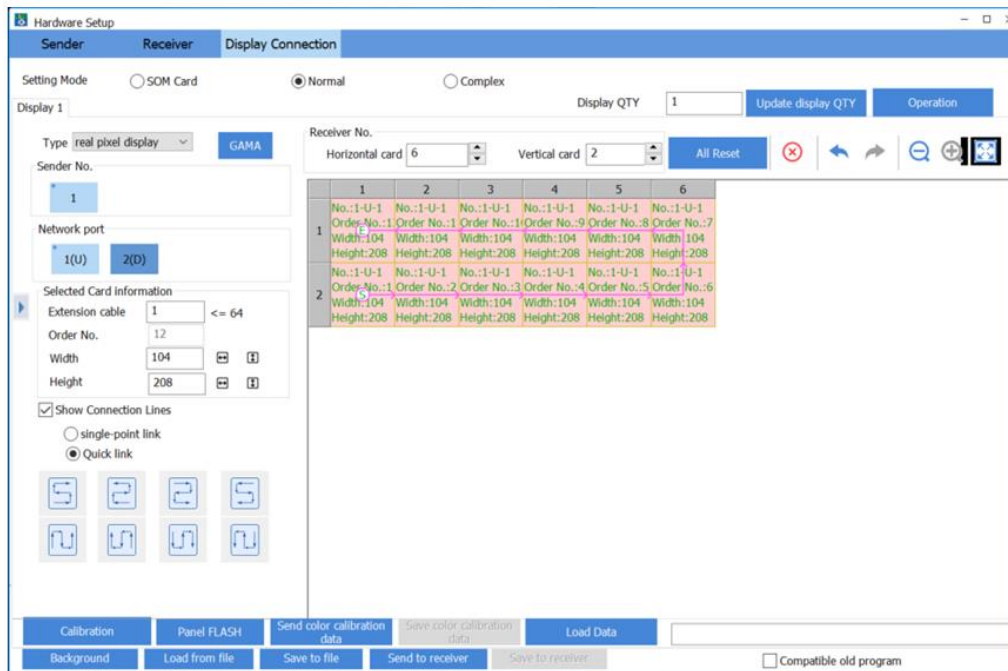 Hardware Setup
Sender Receiver Display Connection
Setting Mode SOM Card Normal Complex
Display 1
Display QTY 1 Update display QTY Operation
Type real pixel display GAMA
Receiver No.
Horizontal card 6 Vertical card 2 All Reset
Sender No.
1
Network port
1(U) 2(D)
Selected Card information
Extension cable 1 <= 64
Order No. 12
Width 104
Height 208
Show Connection Lines
single-point link
Quick link
1 2 3 4 5 6
1
No.:1-U-1 No.:1-U-1 No.:1-U-1 No.:1-U-1 No.:1-U-1 No.:1-U-1
Order No.:1 Order No.:1 Order No.:1 Order No.:9 Order No.:8 Order No.:7
E
Width:104 Width:104 Width:104 Width:104 Width:104 Width:104
Height:208 Height:208 Height:208 Height:208 Height:208 Height:208
2
No.:1-U-1 No.:1-U-1 No.:1-U-1 No.:1-U-1 No.:1-U-1 No.:1-U-1
Order No.:1 Order No.:2 Order No.:3 Order No.:4 Order No.:5 Order No.:6
S
Width:104 Width:104 Width:104 Width:104 Width:104 Width:104
Height:208 Height:208 Height:208 Height:208 Height:208 Height:208
Calibration Panel FLASH Send color calibration data Save color calibration data Load Data
Background Load from file Save to file Send to receiver Save to receiver Compatible old program